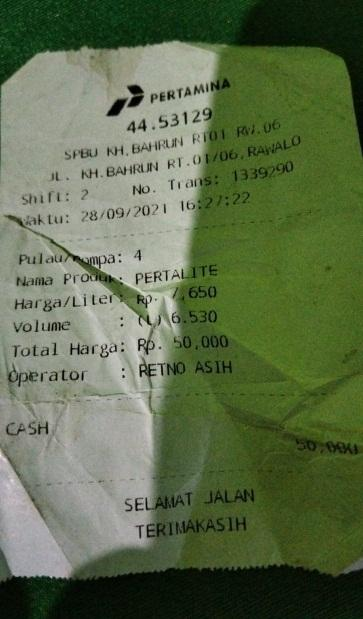 PERTAMINA
44.53129
SPBU KH.BAHRUN RT01 RW.06
JL. KH.BAHRUN RT.01/06,RAWALO
Shift: 2 No. Trans: 1339290
Waktu: 28/09/2021 16:27:22
Pulau/Pompa: 4
Nama Produk: PERTALITE
Harga/Liter: Rp. 7,650
Volume : (L) 6.530
Total Harga: Rp. 50,000
Operator : RETNO ASIH
CASH 50,000
SELAMAT JALAN
TERIMAKASIH